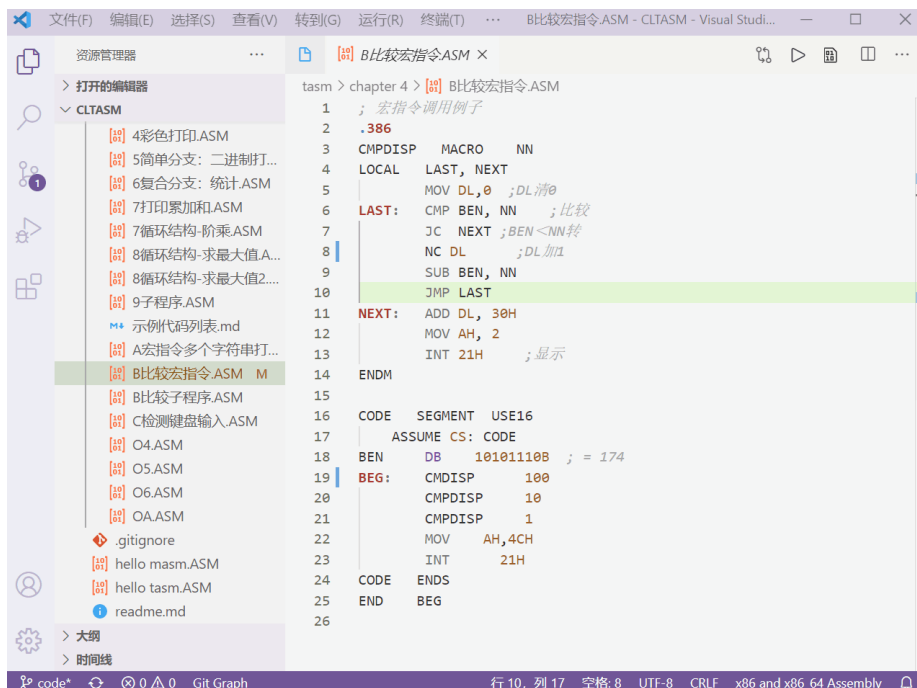 文件(F) 编辑(E) 选择(S) 查看(V) 转到(G) 运行(R) 终端(T) ··· B比较宏指令.ASM - CLTASM - Visual Studi...
资源管理器 ···
打开的编辑器
CLTASM
4彩色打印.ASM
5简单分支：二进制打...
6复合分支：统计.ASM
7打印累加和.ASM
7循环结构-阶乘.ASM
8循环结构-求最大值.A...
8循环结构-求最大值2....
9子程序.ASM
M↓ 示例代码列表.md
A宏指令多个字符串打...
B比较宏指令.ASM M
B比较子程序.ASM
C检测键盘输入.ASM
O4.ASM
O5.ASM
O6.ASM
OA.ASM
.gitignore
hello masm.ASM
hello tasm.ASM
readme.md
大纲
时间线
1
B比较宏指令.ASM
tasm > chapter 4 > B比较宏指令.ASM
1 ; 宏指令调用例子
2 .386
3 CMPDISP MACRO NN
4 LOCAL LAST, NEXT
5 MOV DL,0 ;DL清0
6 LAST: CMP BEN, NN ;比较
7 JC NEXT ;BEN＜NN转
8 NC DL ;DL加1
9 SUB BEN, NN
10 JMP LAST
11 NEXT: ADD DL, 30H
12 MOV AH, 2
13 INT 21H ;显示
14 ENDM
15
16 CODE SEGMENT USE16
17 ASSUME CS: CODE
18 BEN DB 10101110B ; = 174
19 BEG: CMDISP 100
20 CMPDISP 10
21 CMPDISP 1
22 MOV AH,4CH
23 INT 21H
24 CODE ENDS
25 END BEG
26
code* 0 0 Git Graph 行 10，列 17 空格: 8 UTF-8 CRLF x86 and x86_64 Assembly